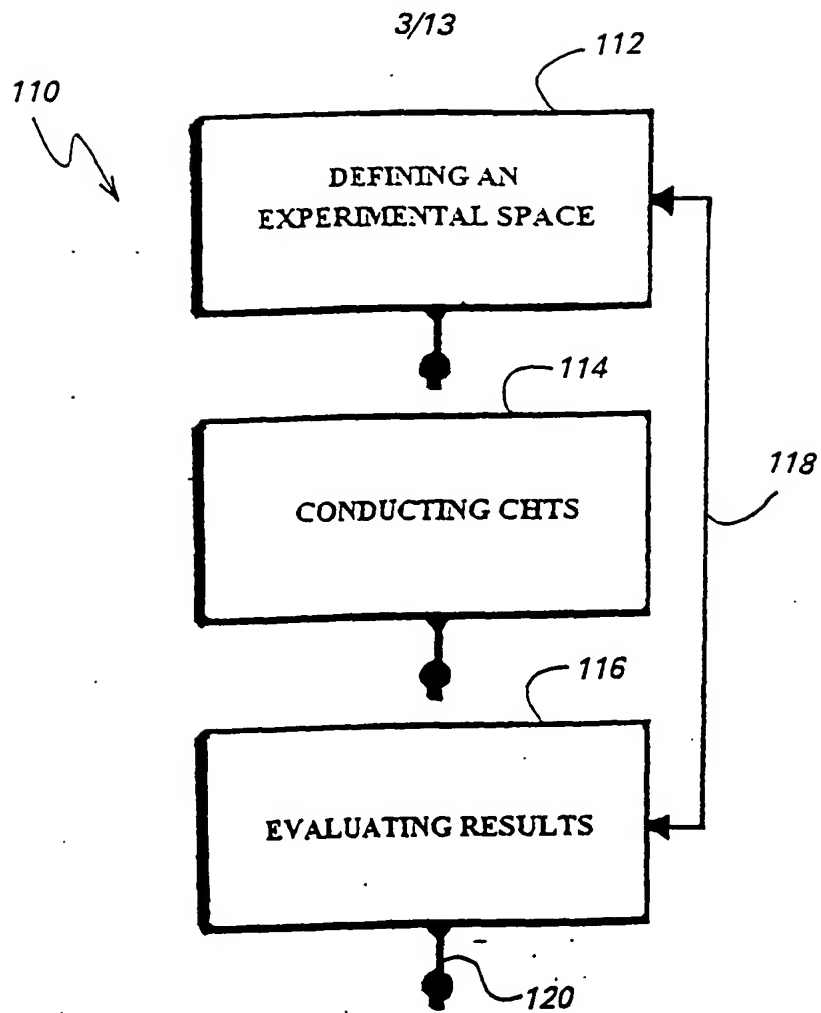 3/13
110
112
DEFINING AN
EXPERIMENTAL SPACE
114
CONDUCTING CHTS
118
116
EVALUATING RESULTS
120